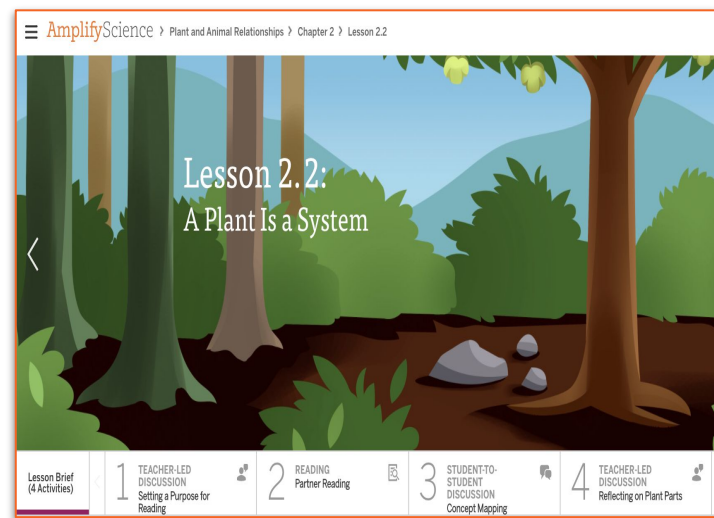 AmplifyScience > Plant and Animal Relationships > Chapter 2 > Lesson 2.2
Lesson 2.2:
A Plant Is a System
Lesson Brief
(4 Activities)
1
TEACHER-LED
DISCUSSION
Setting a Purpose for
Reading
2
READING
Partner Reading
3
STUDENT-TO-
STUDENT
DISCUSSION
Concept Mapping
4
TEACHER-LED
DISCUSSION
Reflecting on Plant Parts